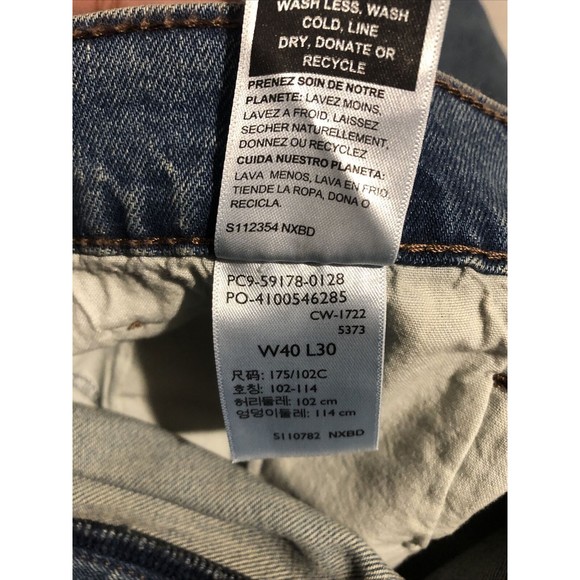 WASH LESS, WASH
COLD, LINE
DRY, DONATE OR
RECYCLE
PRENEZ SOIN DE NOTRE
PLANETE: LAVEZ MOINS,
LAVEZ A FROID, LAISSEZ
SECHER NATURELLEMENT,
DONNEZ OU RECYCLEZ
CUIDA NUESTRO PLANETA:
LAVA MENOS, LAVA EN FRIO,
TIENDE LA ROPA, DONA O
RECICLA.
S112354 NXBD
PC9-59178-0128
PO-4100546285
CW-1722
5373
W40 L30
尺码: 175/102C
호칭: 102-114
허리둘레: 102 cm
엉덩이둘레: 114 cm
S110782 NXBD